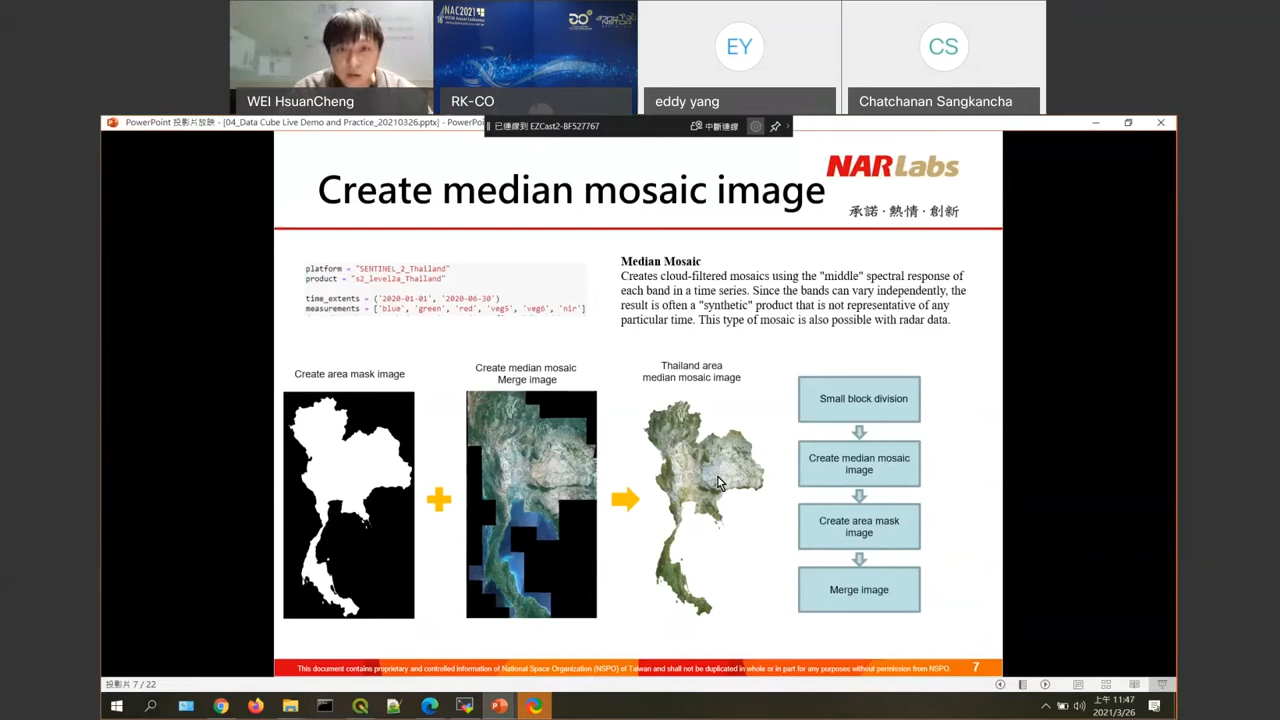 NAC2021
WEI HsuanCheng
RK-CO
EY
eddy yang
CS
Chatchanan Sangkancha
PowerPoint 投影片放映 - [04_Data Cube Live Demo and Practice_20210326.pptx] - PowerPoi
已連線到 EZCast2-BF527767
中斷連線
Create median mosaic image
NARLabs
承諾·熱情·創新
platform = "SENTINEL_2_Thailand"
product = "s2_level2a_Thailand"
time_extents = ('2020-01-01', '2020-06-30')
measurements = ['blue', 'green', 'red', 'veg5', 'veg6', 'nir']
Median Mosaic
Creates cloud-filtered mosaics using the "middle" spectral response of
each band in a time series. Since the bands can vary independently, the
result is often a "synthetic" product that is not representative of any
particular time. This type of mosaic is also possible with radar data.
Create area mask image
Create median mosaic
Merge image
Thailand area
median mosaic image
Small block division
Create median mosaic
image
Create area mask
image
Merge image
This document contains proprietary and controlled information of National Space Organization (NSPO) of Taiwan and shall not be duplicated in whole or in part for any purposes without permission from NSPO.
7
投影片 7 / 22
上午 11:47
2021/3/26